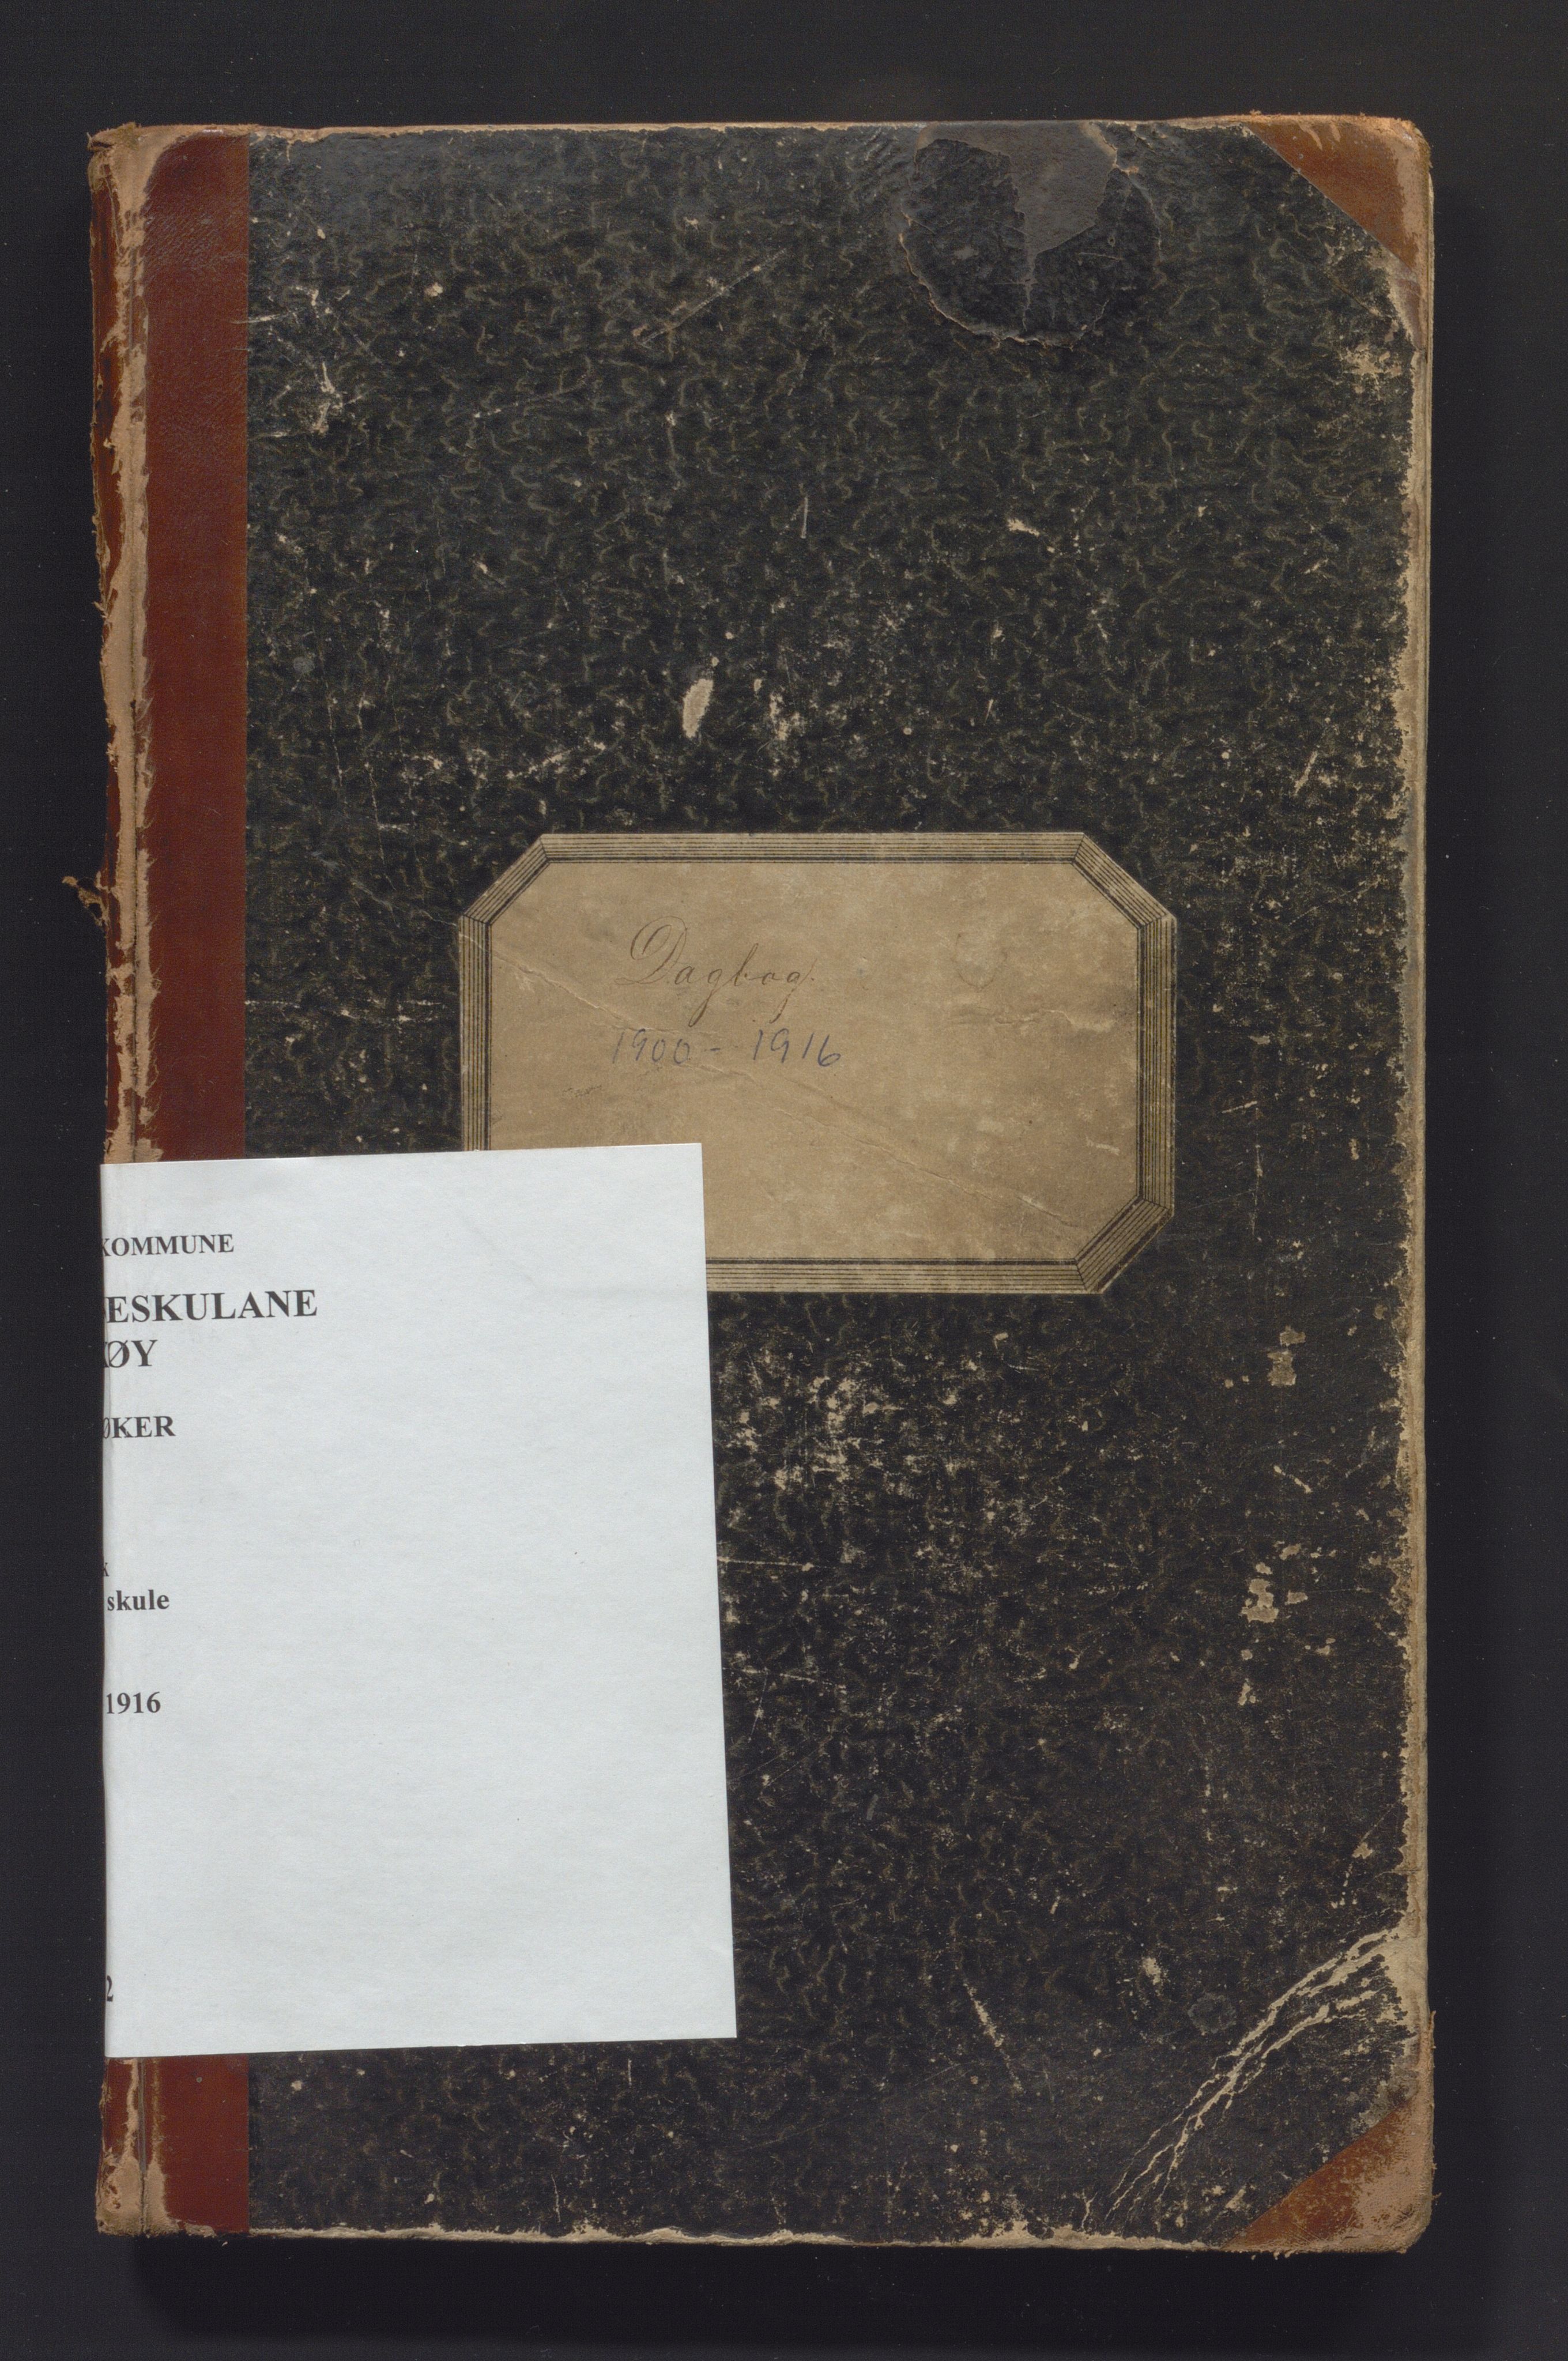 Dagbog.
1900 - 1916
KOMMUNE
ESKULANE
ØY
ØKER
skule
1916
2